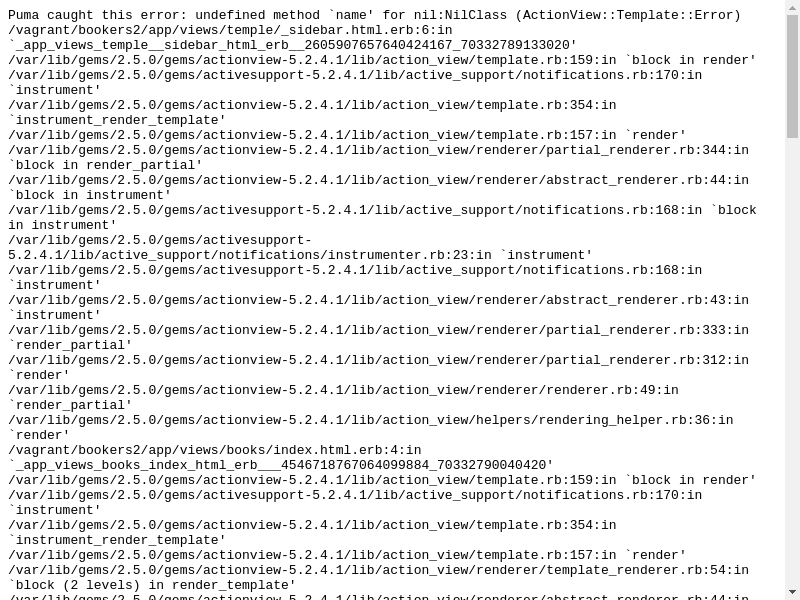 Puma caught this error: undefined method `name' for nil:NilClass (ActionView::Template::Error)
/vagrant/bookers2/app/views/temple/_sidebar.html.erb:6:in
`_app_views_temple__sidebar_html_erb__2605907657640424167_70332789133020'
/var/lib/gems/2.5.0/gems/actionview-5.2.4.1/lib/action_view/template.rb:159:in `block in render'
/var/lib/gems/2.5.0/gems/activesupport-5.2.4.1/lib/active_support/notifications.rb:170:in
`instrument'
/var/lib/gems/2.5.0/gems/actionview-5.2.4.1/lib/action_view/template.rb:354:in
`instrument_render_template'
/var/lib/gems/2.5.0/gems/actionview-5.2.4.1/lib/action_view/template.rb:157:in `render'
/var/lib/gems/2.5.0/gems/actionview-5.2.4.1/lib/action_view/renderer/partial_renderer.rb:344:in
`block in render_partial'
/var/lib/gems/2.5.0/gems/actionview-5.2.4.1/lib/action_view/renderer/abstract_renderer.rb:44:in
`block in instrument'
/var/lib/gems/2.5.0/gems/activesupport-5.2.4.1/lib/active_support/notifications.rb:168:in `block
in instrument'
/var/lib/gems/2.5.0/gems/activesupport-
5.2.4.1/lib/active_support/notifications/instrumenter.rb:23:in `instrument'
/var/lib/gems/2.5.0/gems/activesupport-5.2.4.1/lib/active_support/notifications.rb:168:in
`instrument'
/var/lib/gems/2.5.0/gems/actionview-5.2.4.1/lib/action_view/renderer/abstract_renderer.rb:43:in
`instrument'
/var/lib/gems/2.5.0/gems/actionview-5.2.4.1/lib/action_view/renderer/partial_renderer.rb:333:in
`render_partial'
/var/lib/gems/2.5.0/gems/actionview-5.2.4.1/lib/action_view/renderer/partial_renderer.rb:312:in
`render'
/var/lib/gems/2.5.0/gems/actionview-5.2.4.1/lib/action_view/renderer/renderer.rb:49:in
`render_partial'
/var/lib/gems/2.5.0/gems/actionview-5.2.4.1/lib/action_view/helpers/rendering_helper.rb:36:in
`render'
/vagrant/bookers2/app/views/books/index.html.erb:4:in
`_app_views_books_index_html_erb___4546718767064099884_70332790040420'
/var/lib/gems/2.5.0/gems/actionview-5.2.4.1/lib/action_view/template.rb:159:in `block in render'
/var/lib/gems/2.5.0/gems/activesupport-5.2.4.1/lib/active_support/notifications.rb:170:in
`instrument'
/var/lib/gems/2.5.0/gems/actionview-5.2.4.1/lib/action_view/template.rb:354:in
`instrument_render_template'
/var/lib/gems/2.5.0/gems/actionview-5.2.4.1/lib/action_view/template.rb:157:in `render'
/var/lib/gems/2.5.0/gems/actionview-5.2.4.1/lib/action_view/renderer/template_renderer.rb:54:in
`block (2 levels) in render_template'
/var/lib/gems/2.5.0/gems/actionview-5.2.4.1/lib/action_view/renderer/abstract_renderer.rb:44:in